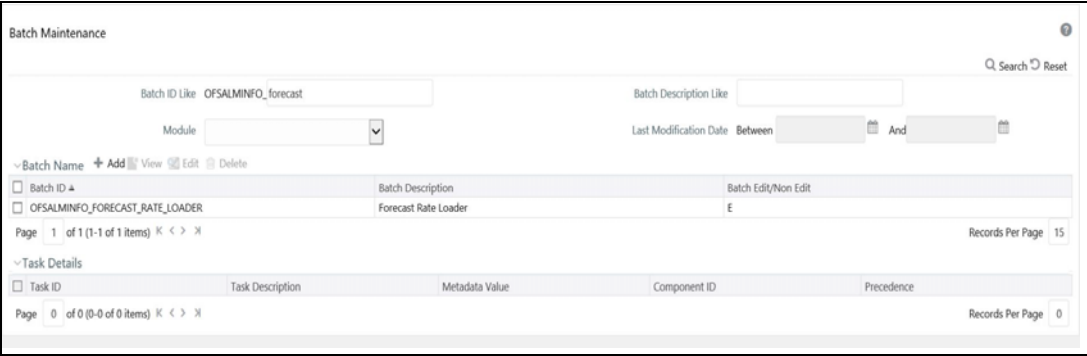 Batch Maintenance
Search Reset
Batch ID Like OFSALMINFO_ forecast Batch Description Like
Module Last Modification Date Between And
Batch Name + Add View Edit Delete
Batch ID Batch Description Batch Edit/Non Edit
OFSALMINFO_FORECAST_RATE_LOADER Forecast Rate Loader E
Page 1 of 1 (1-1 of 1 items) Records Per Page 15
Task Details
Task ID Task Description Metadata Value Component ID Precedence
Page 0 of 0 (0-0 of 0 items) Records Per Page 0